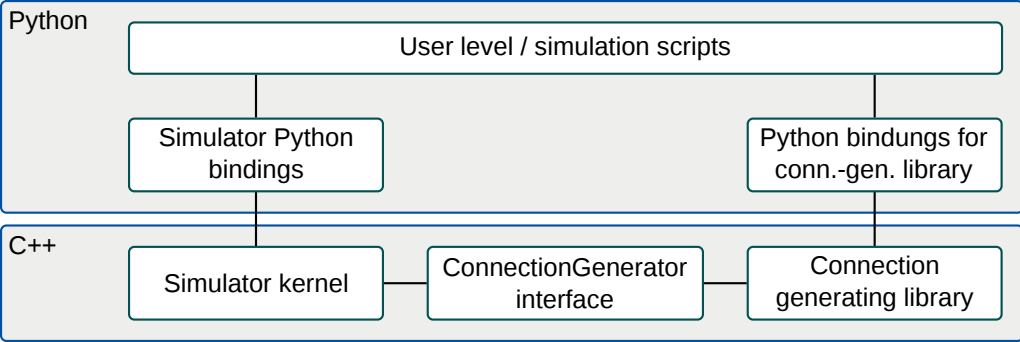 Python
User level / simulation scripts
Simulator Python
bindings
Python bindungs for
conn.-gen. library
C++
Simulator kernel
ConnectionGenerator
interface
Connection
generating library